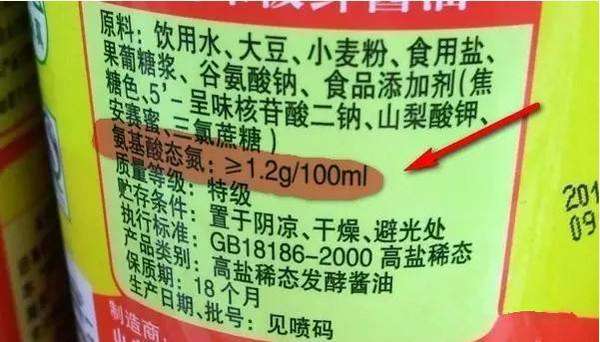 原料：饮用水、大豆、小麦粉、食用盐、
果葡糖浆、谷氨酸钠、食品添加剂(焦
糖色、5'-呈味核苷酸二钠、山梨酸钾、
安赛蜜、三氯蔗糖)
氨基酸态氮：≥1.2g/100ml
质量等级：特级
贮存条件：置于阴凉、干燥、避光处
执行标准：GB18186-2000 高盐稀态
产品类别：高盐稀态发酵酱油
保质期：18个月
生产日期、批号：见喷码
制造商：
201
09